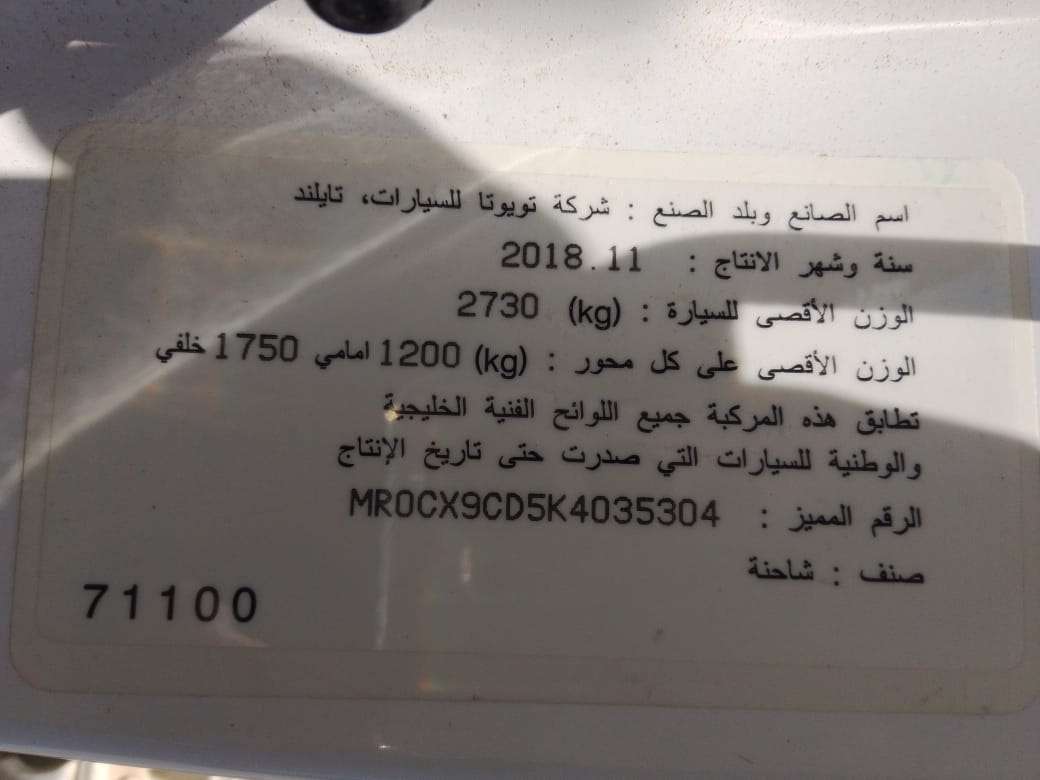 اسم الصانع وبلد الصنع : شركة تويوتا للسيارات، تايلند
سنة وشهر الانتاج : 2018.11
الوزن الأقصى للسيارة : (kg) 2730
الوزن الأقصى على كل محور : (kg) 1200 امامي 1750 خلفي
تطابق هذه المركبة جميع اللوائح الفنية الخليجية
والوطنية للسيارات التي صدرت حتى تاريخ الإنتاج
الرقم المميز : MR0CX9CD5K4035304
صنف : شاحنة
71100